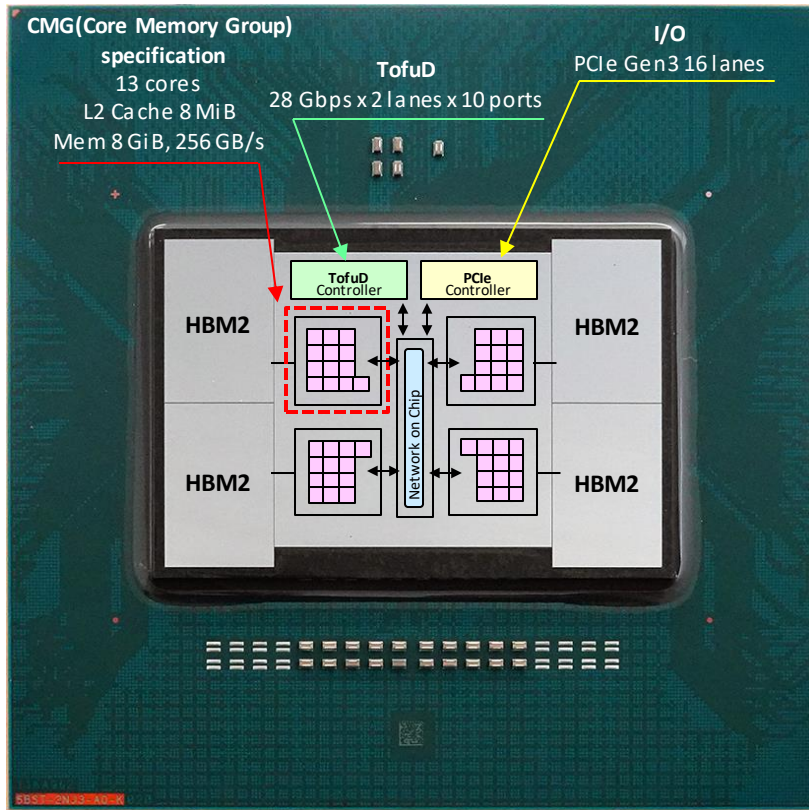 CMG(Core Memory Group)
specification
13 cores
L2 Cache 8 MiB
Mem 8 GiB, 256 GB/s
TofuD
28 Gbps x 2 lanes x 10 ports
I/O
PCIe Gen3 16 lanes
TofuD
Controller
PCIe
Controller
HBM2
HBM2
HBM2
HBM2
Network on Chip